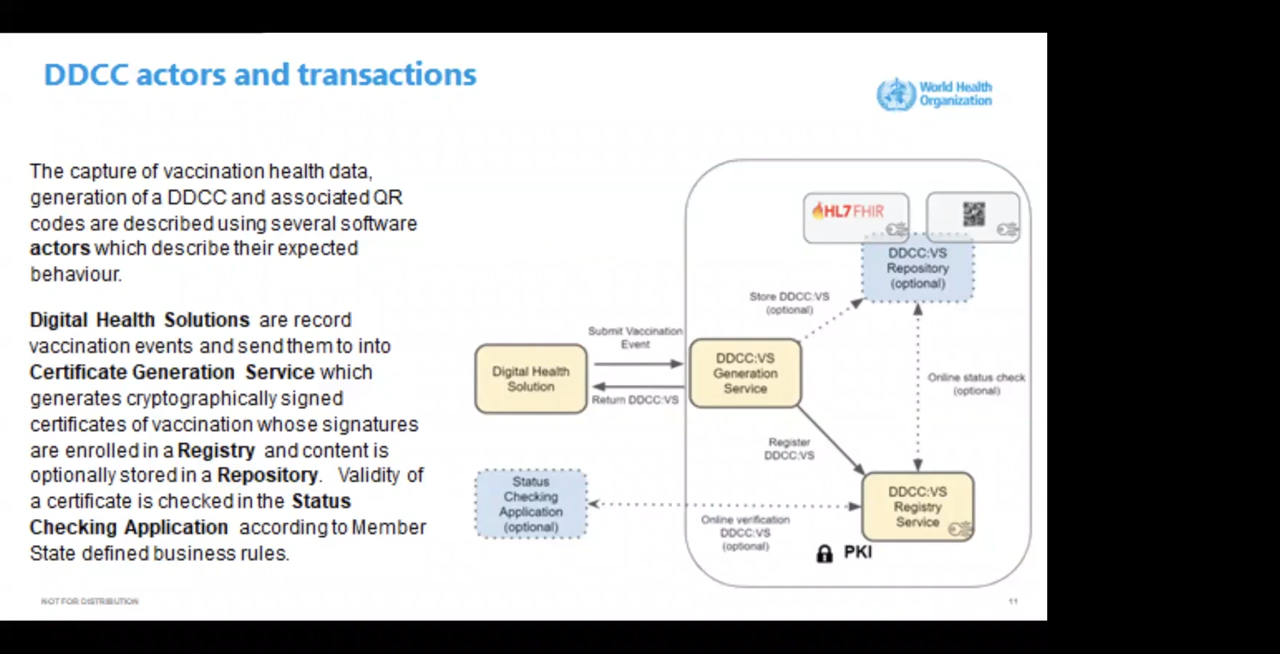 DDCC actors and transactions
World Health
Organization
The capture of vaccination health data,
generation of a DDCC and associated QR
codes are described using several software
actors which describe their expected
behaviour.
Digital Health Solutions are record
vaccination events and send them to into
Certificate Generation Service which
generates cryptographically signed
certificates of vaccination whose signatures
are enrolled in a Registry and content is
optionally stored in a Repository. Validity of
a certificate is checked in the Status
Checking Application according to Member
State defined business rules.
HL7 FHIR
DDCC:VS
Repository
(optional)
Store DDCC:VS
(optional)
Submit Vaccination
Event
Digital Health
Solution
DDCC:VS
Generation
Service
Return DDCC:VS
Online status check
(optional)
Register
DDCC:VS
Status
Checking
Application
(optional)
DDCC:VS
Registry
Service
Online verification
DDCC:VS
(optional)
PKI
NOT FOR DISTRIBUTION
11